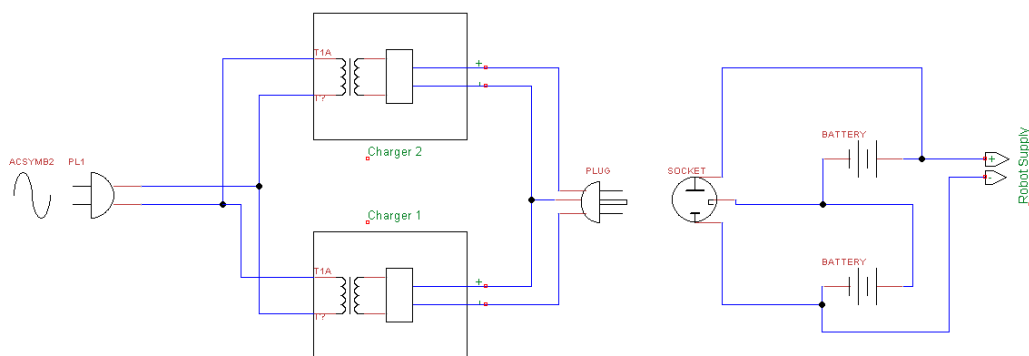 T1A
+
-
T?
Charger 2
ACSYMB2 PL1
BATTERY
+
-
Robot Supply
PLUG
SOCKET
Charger 1
T1A
+
-
T?
BATTERY